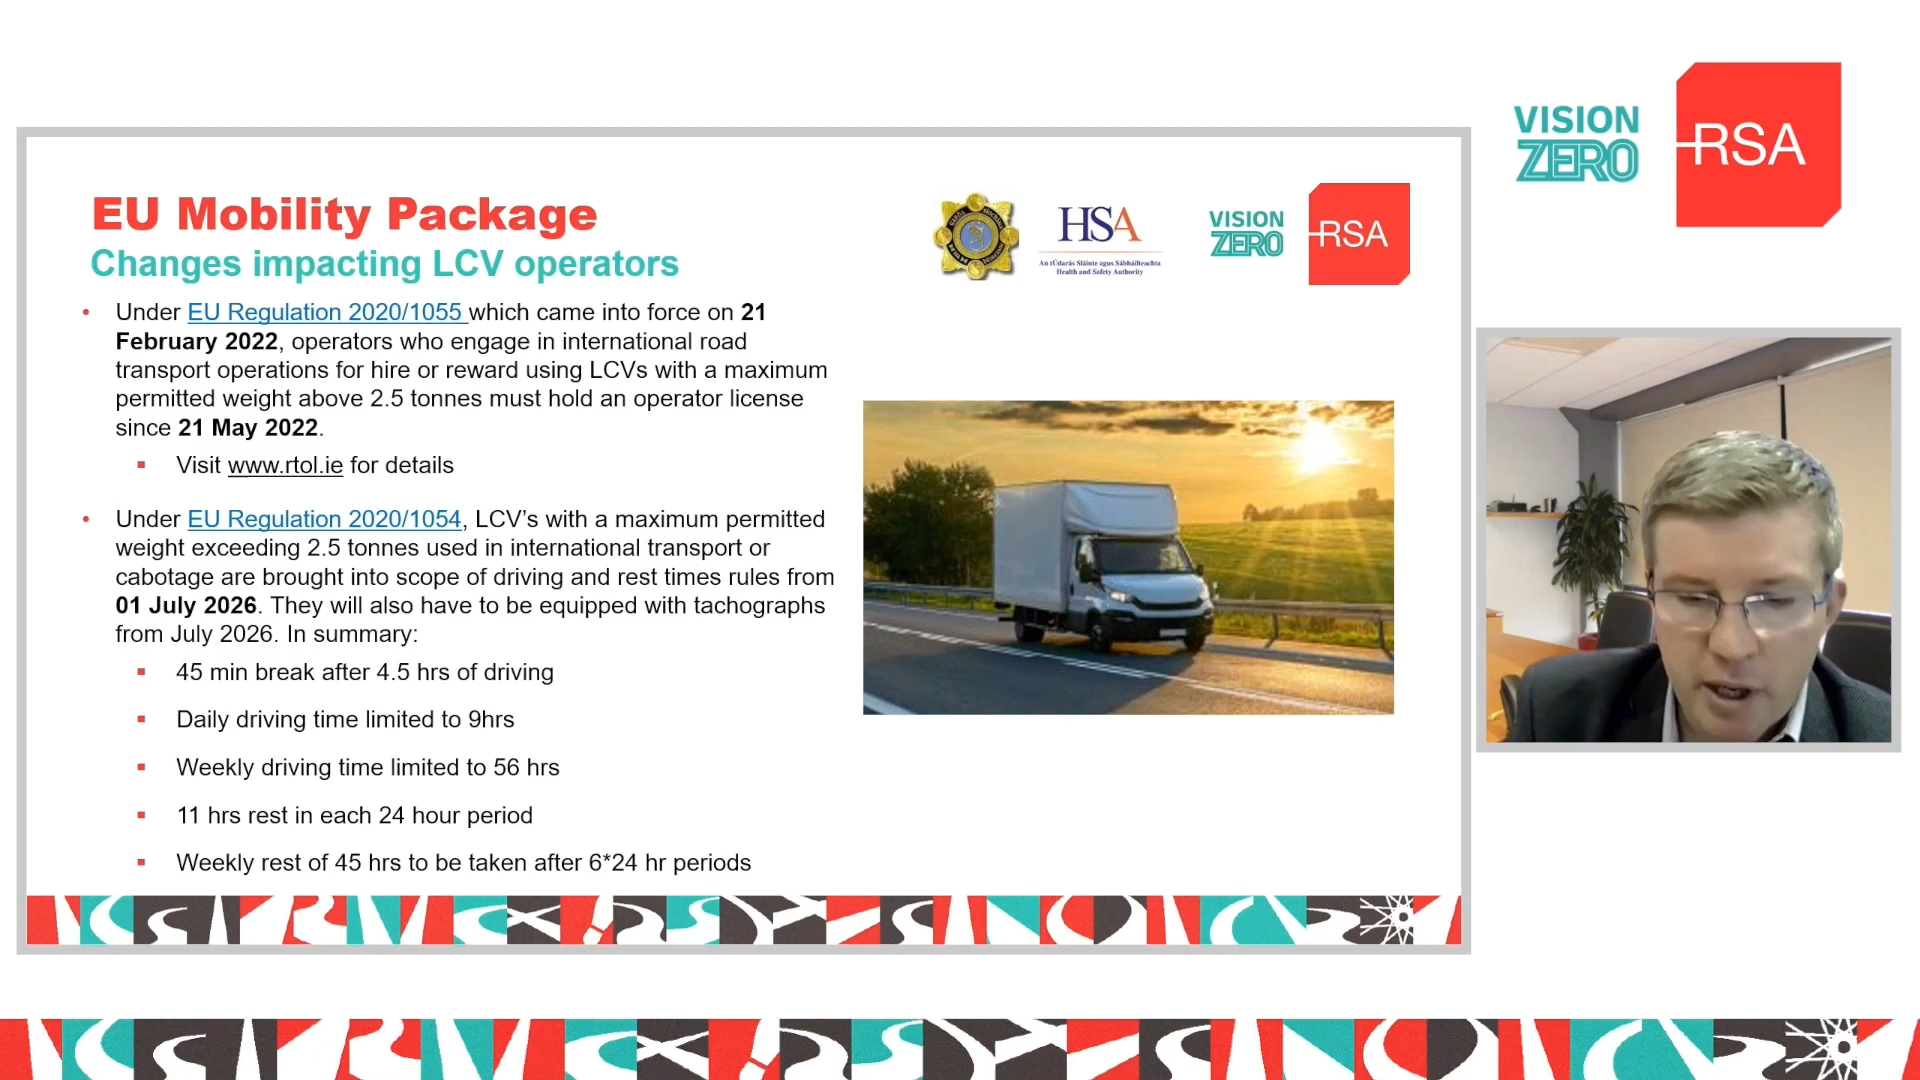 VISION
ZERO
RSA
EU Mobility Package
Changes impacting LCV operators
HSA
An tÚdarás Sláinte agus Sábháilteachta
Health and Safety Authority
VISION
ZERO
RSA
• Under EU Regulation 2020/1055 which came into force on 21
February 2022, operators who engage in international road
transport operations for hire or reward using LCVs with a maximum
permitted weight above 2.5 tonnes must hold an operator license
since 21 May 2022.
▪ Visit www.rtol.ie for details
• Under EU Regulation 2020/1054, LCV’s with a maximum permitted
weight exceeding 2.5 tonnes used in international transport or
cabotage are brought into scope of driving and rest times rules from
01 July 2026. They will also have to be equipped with tachographs
from July 2026. In summary:
▪ 45 min break after 4.5 hrs of driving
▪ Daily driving time limited to 9hrs
▪ Weekly driving time limited to 56 hrs
▪ 11 hrs rest in each 24 hour period
▪ Weekly rest of 45 hrs to be taken after 6*24 hr periods